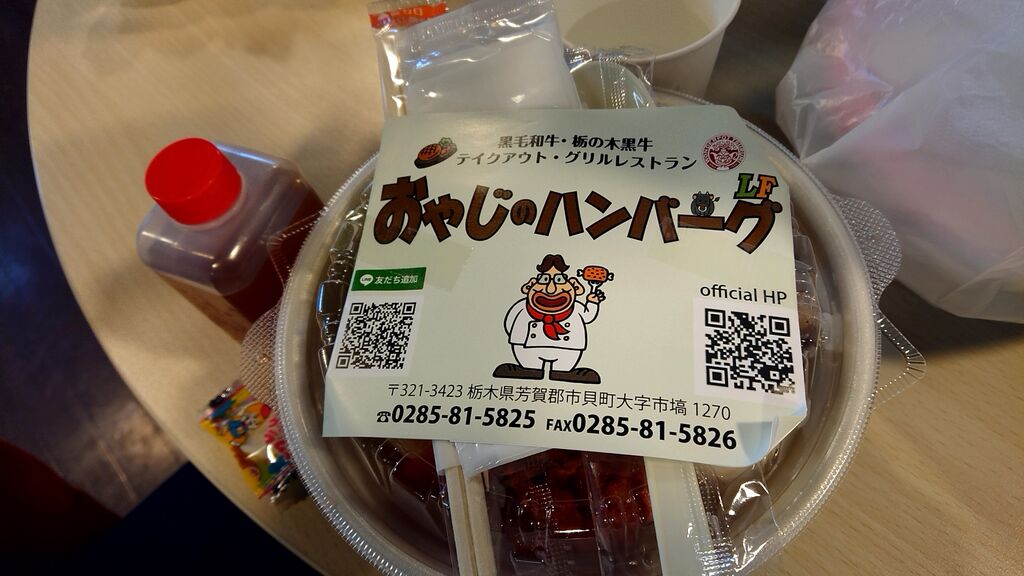 黒毛和牛・栃の木黒牛
テイクアウト・グリルレストラン
おやじのハンバーグ
LF
LINE 友だち追加
official HP
〒321-3423 栃木県芳賀郡市貝町大字市塙 1270
☎0285-81-5825 FAX0285-81-5826